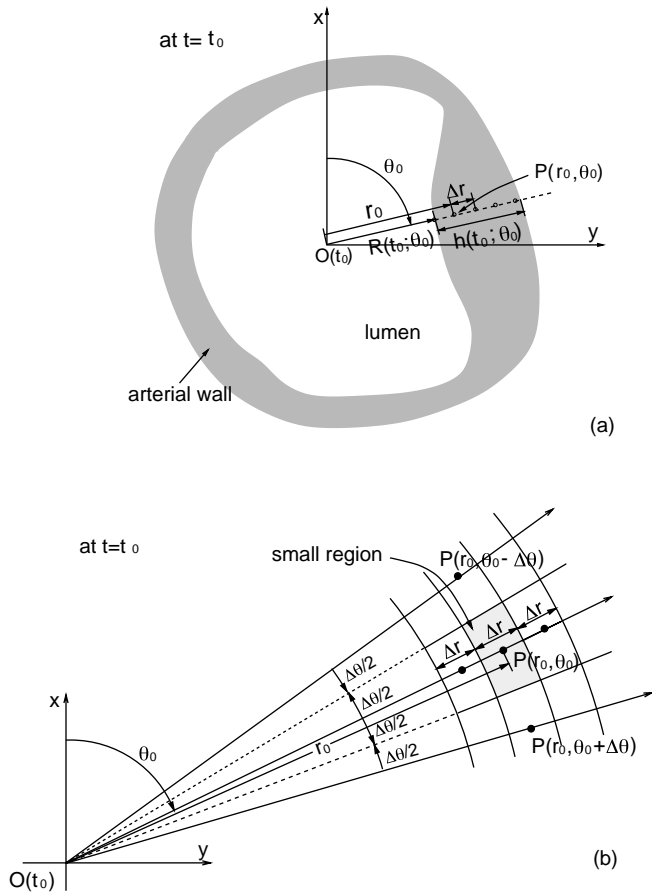 x
at t= t₀
θ₀
P(r₀,θ₀)
Δr
r₀
R(t₀;θ₀)
h(t₀;θ₀)
O(t₀)
y
lumen
arterial wall
(a)
at t=t₀
small region
P(r₀,θ₀- Δθ)
Δr
Δr
Δr
P(r₀,θ₀)
Δθ/2
Δθ/2
Δθ/2
Δθ/2
x
θ₀
r₀
P(r₀,θ₀+Δθ)
y
O(t₀)
(b)